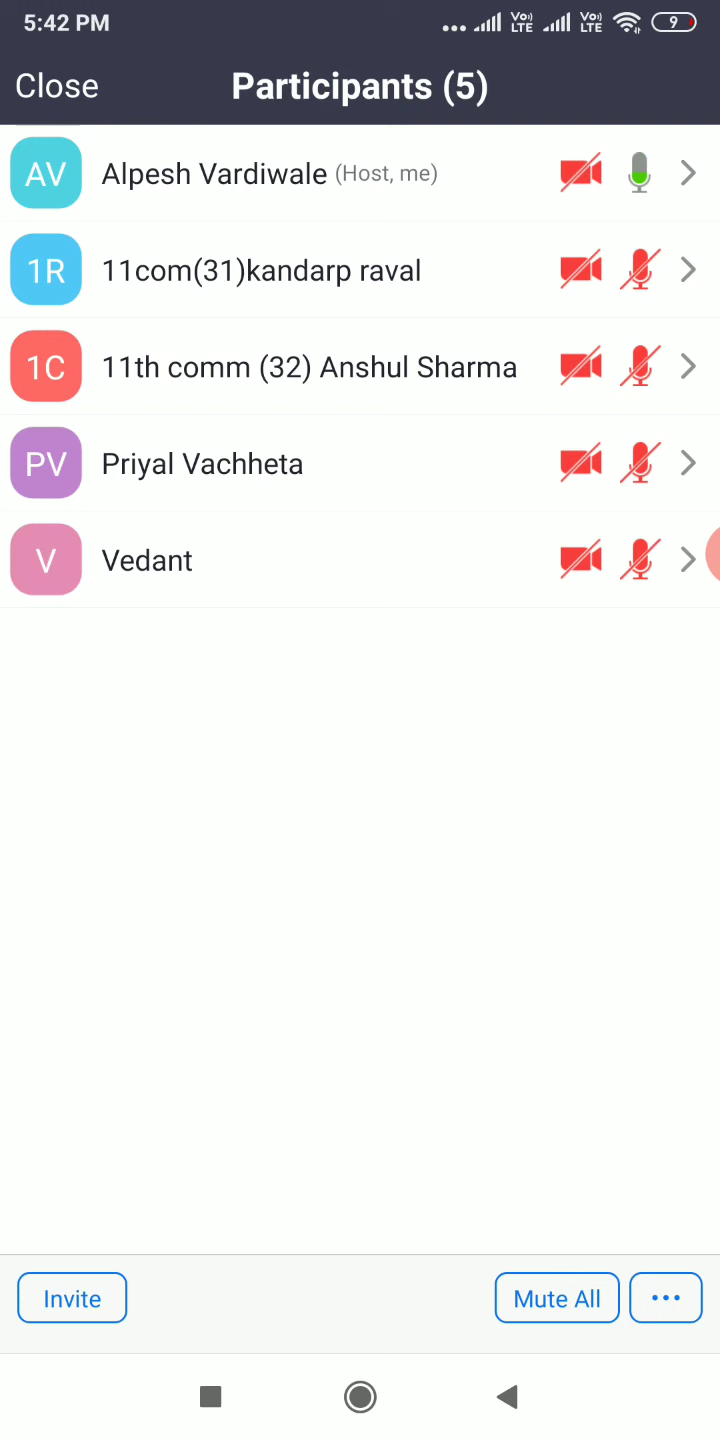 5:42 PM
Vo) LTE Vo) LTE 9
Close Participants (5)
AV Alpesh Vardiwale (Host, me)
1R 11com(31)kandarp raval
1C 11th comm (32) Anshul Sharma
PV Priyal Vachheta
V Vedant
Invite Mute All ...